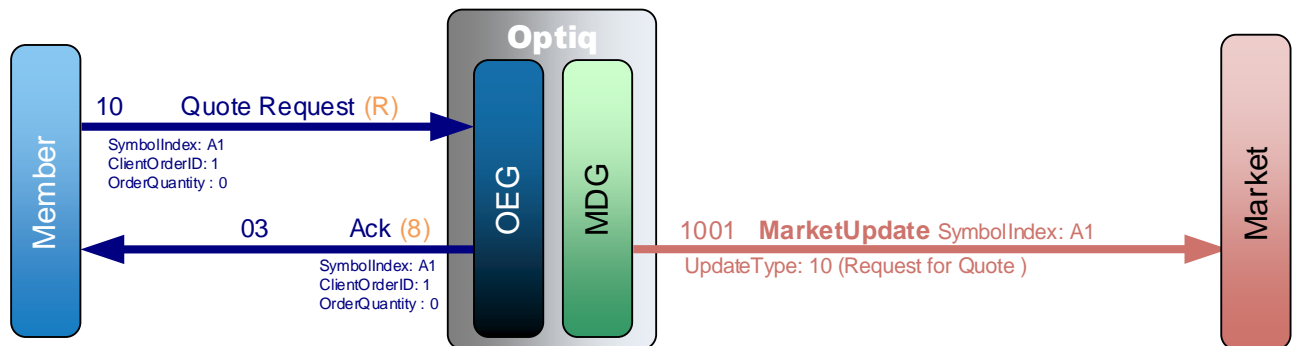 Optiq
Member
10 Quote Request (R)
SymbolIndex: A1
ClientOrderID: 1
OrderQuantity : 0
03 Ack (8)
SymbolIndex: A1
ClientOrderID: 1
OrderQuantity : 0
OEG
MDG
1001 MarketUpdate SymbolIndex: A1
UpdateType: 10 (Request for Quote )
Market